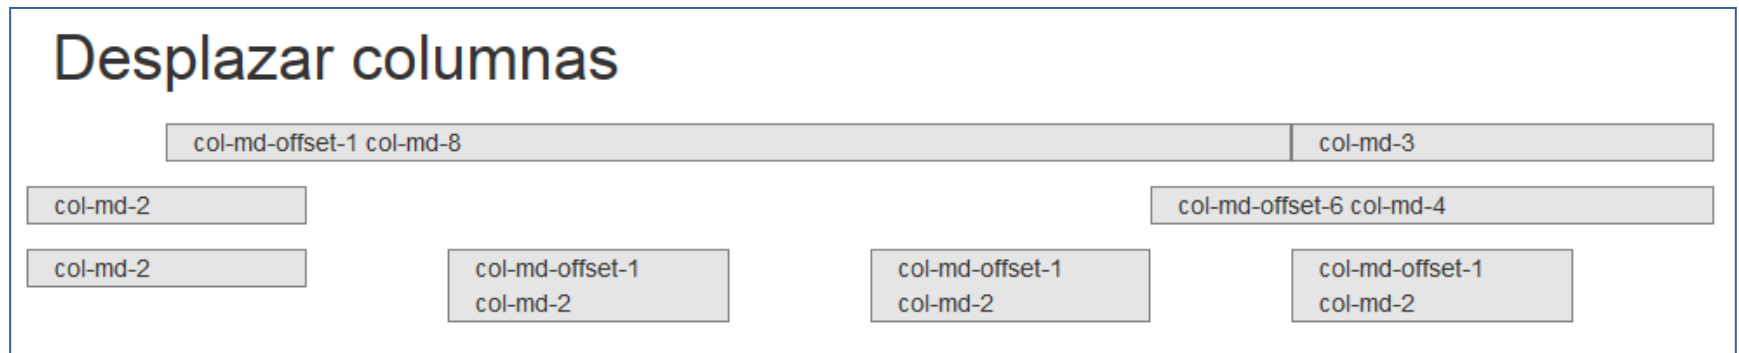 Desplazar columnas
col-md-offset-1 col-md-8
col-md-3
col-md-2
col-md-offset-6 col-md-4
col-md-2
col-md-offset-1
col-md-2
col-md-offset-1
col-md-2
col-md-offset-1
col-md-2